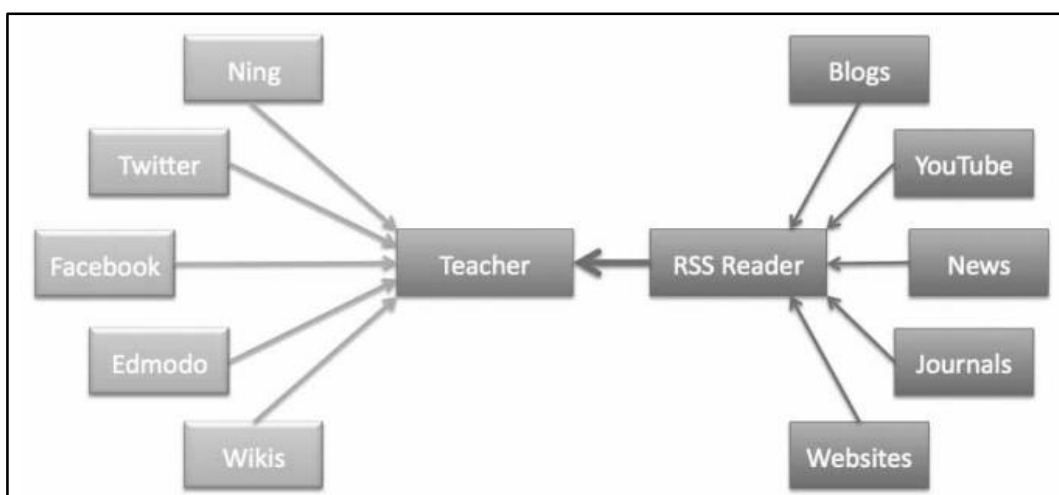 Ning
Blogs
Twitter
YouTube
Facebook
Teacher
RSS Reader
News
Edmodo
Journals
Wikis
Websites